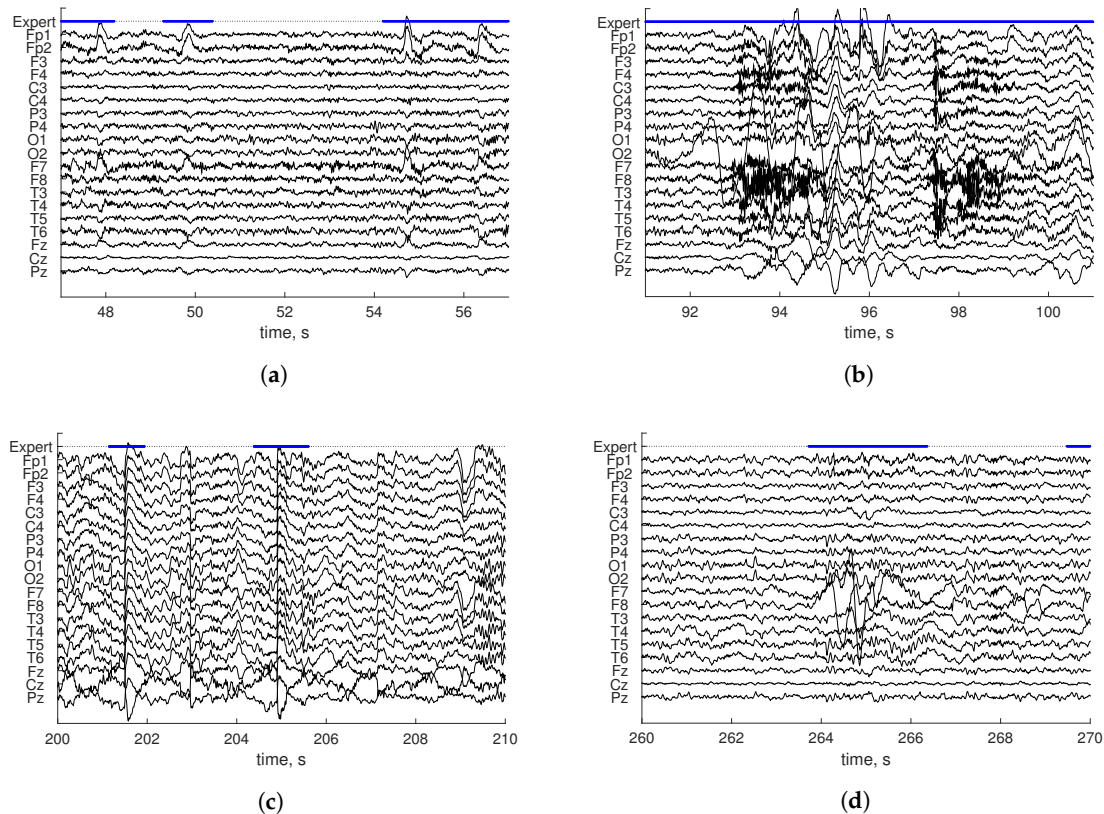 Expert
Fp1
Fp2
F3
F4
C3
C4
P3
P4
O1
O2
F7
F8
T3
T4
T5
T6
Fz
Cz
Pz
48 50 52 54 56
time, s
(a)
Expert
Fp1
Fp2
F3
F4
C3
C4
P3
P4
O1
O2
F7
F8
T3
T4
T5
T6
Fz
Cz
Pz
92 94 96 98 100
time, s
(b)
Expert
Fp1
Fp2
F3
F4
C3
C4
P3
P4
O1
O2
F7
F8
T3
T4
T5
T6
Fz
Cz
Pz
200 202 204 206 208 210
time, s
(c)
Expert
Fp1
Fp2
F3
F4
C3
C4
P3
P4
O1
O2
F7
F8
T3
T4
T5
T6
Fz
Cz
Pz
260 262 264 266 268 270
time, s
(d)